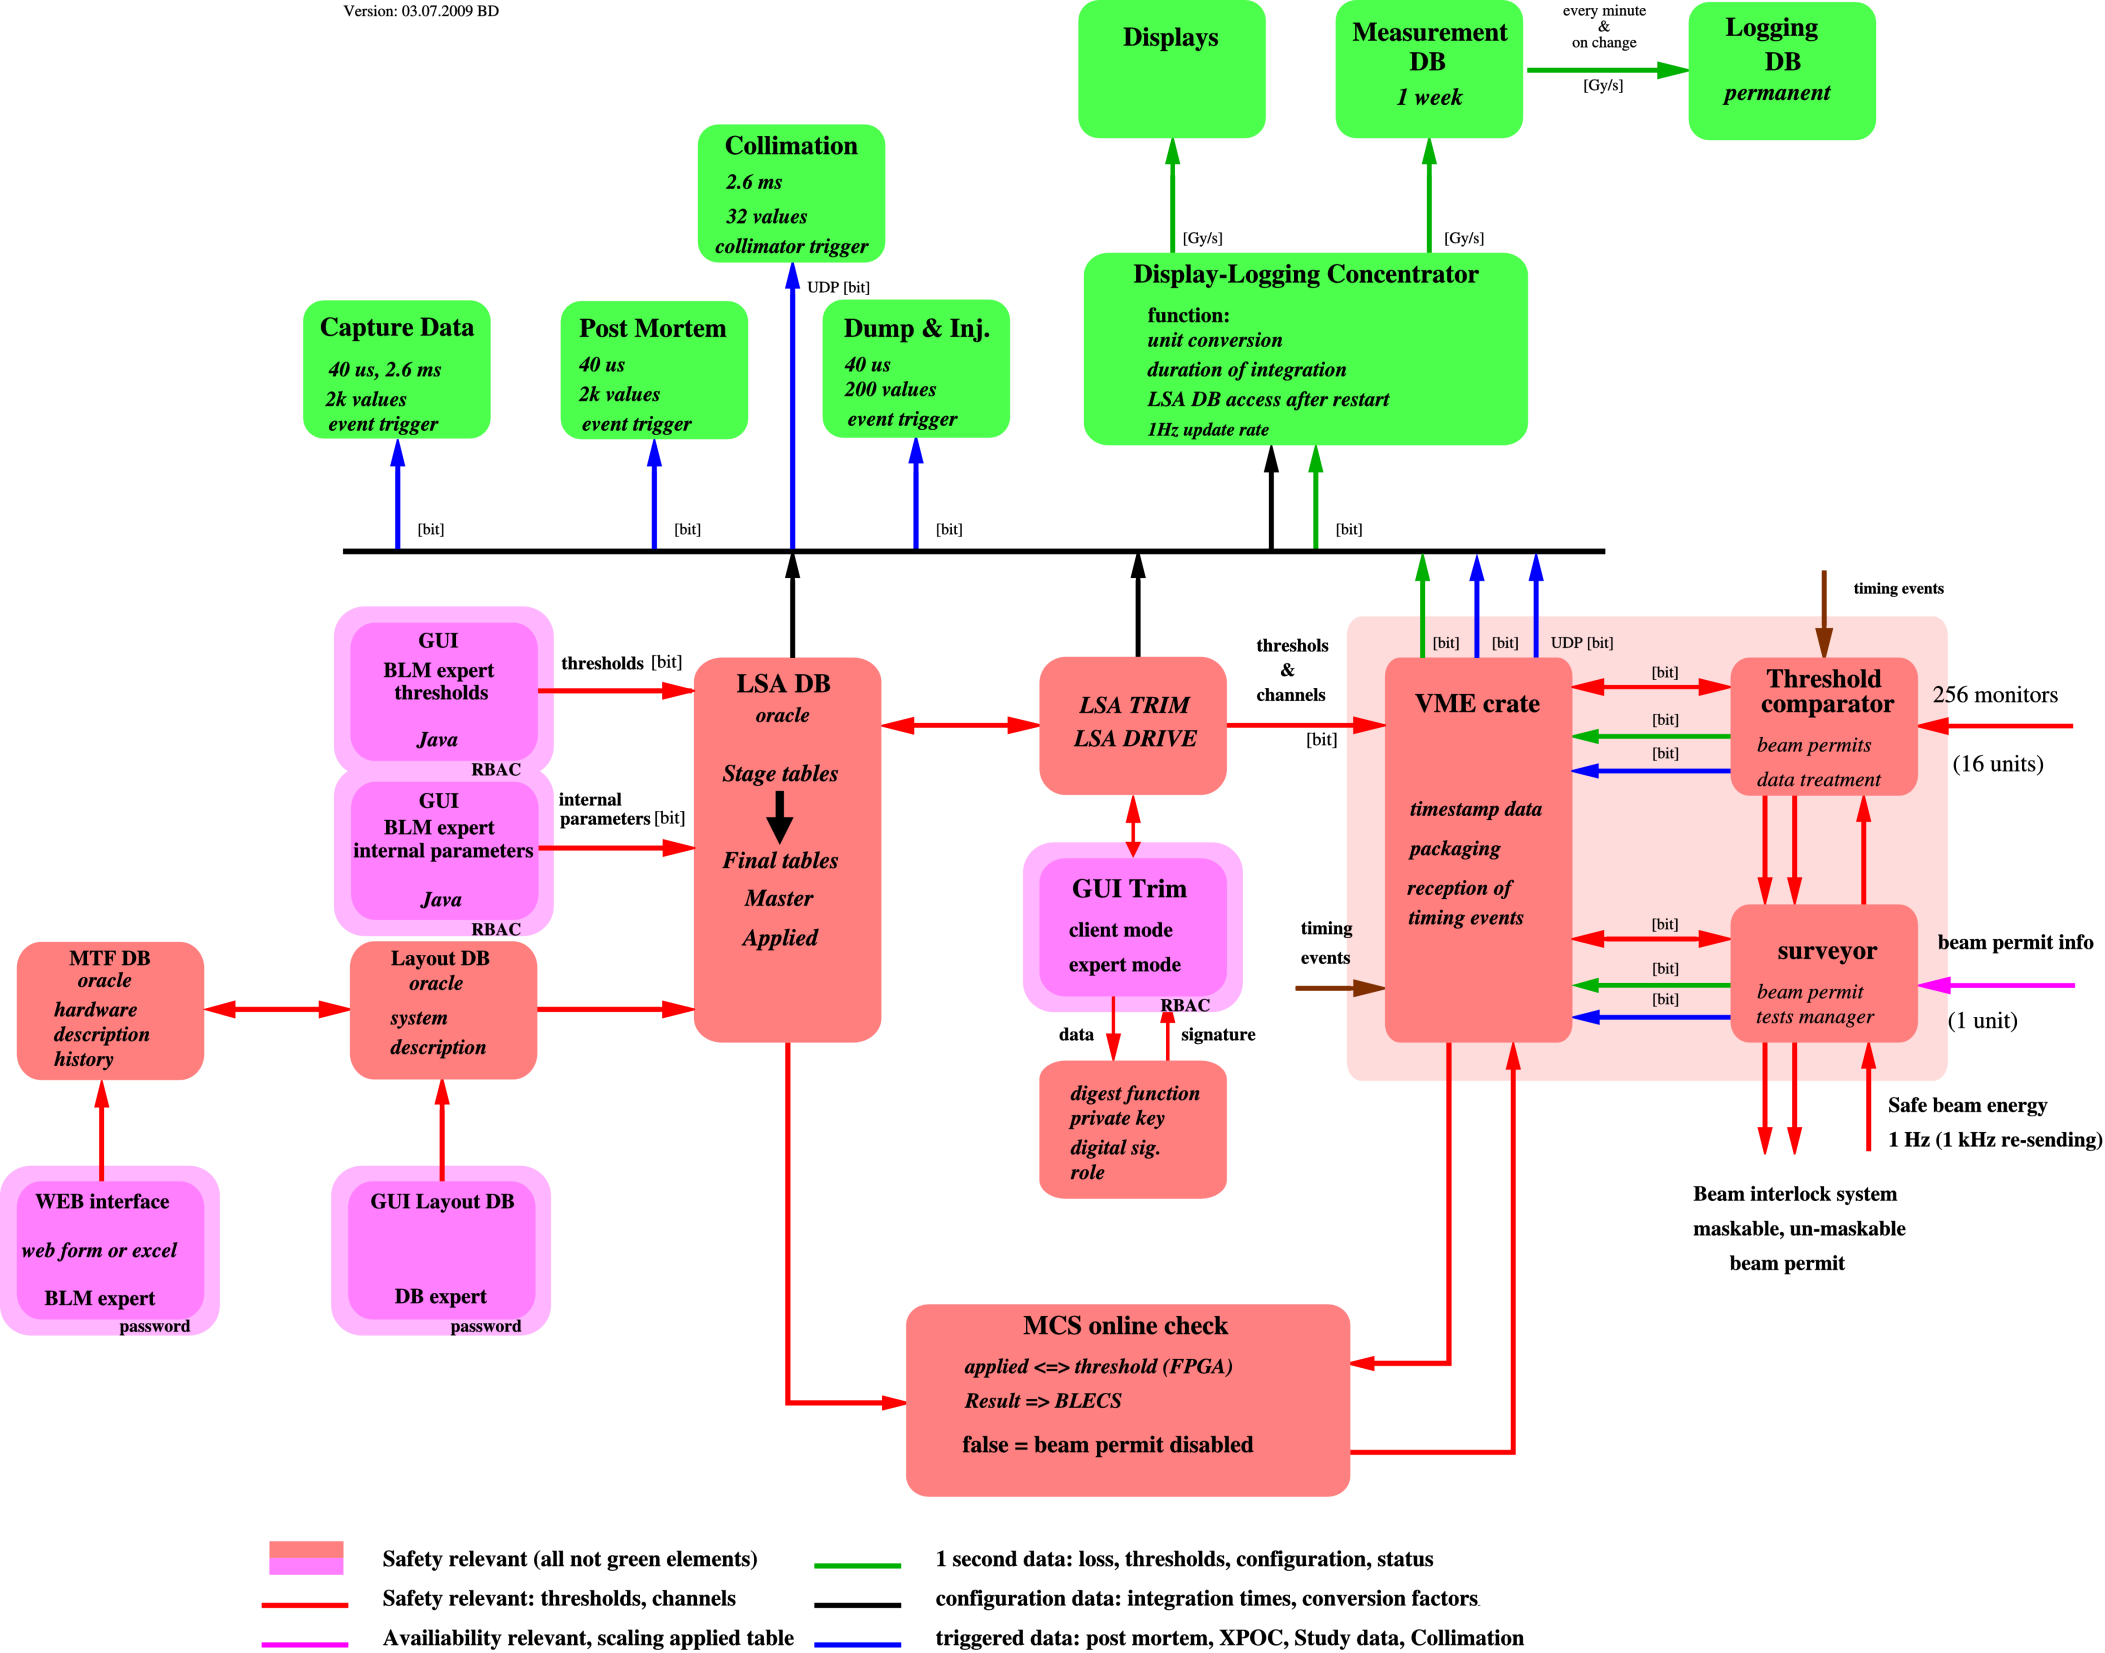 Version: 03.07.2009 BD
Displays
Measurement
DB
1 week
every minute
&
on change
[Gy/s]
Logging
DB
permanent
Collimation
2.6 ms
32 values
collimator trigger
UDP [bit]
[Gy/s]
[Gy/s]
Capture Data
40 us, 2.6 ms
2k values
event trigger
Post Mortem
40 us
2k values
event trigger
Dump & Inj.
40 us
200 values
event trigger
Display-Logging Concentrator
function:
unit conversion
duration of integration
LSA DB access after restart
1Hz update rate
[bit]
[bit]
[bit]
[bit]
GUI
BLM expert
thresholds
Java
RBAC
thresholds [bit]
GUI
BLM expert
internal parameters
Java
RBAC
internal
parameters [bit]
LSA DB
oracle
Stage tables
Final tables
Master
Applied
LSA TRIM
LSA DRIVE
threshols
&
channels
[bit]
[bit]
[bit]
UDP [bit]
VME crate
timestamp data
packaging
reception of
timing events
timing
events
[bit]
[bit]
[bit]
timing events
Threshold
comparator
beam permits
data treatment
256 monitors
(16 units)
[bit]
[bit]
[bit]
surveyor
beam permit
tests manager
beam permit info
(1 unit)
Safe beam energy
1 Hz (1 kHz re-sending)
Beam interlock system
maskable, un-maskable
beam permit
GUI Trim
client mode
expert mode
RBAC
data
signature
digest function
private key
digital sig.
role
MTF DB
oracle
hardware
description
history
Layout DB
oracle
system
description
WEB interface
web form or excel
BLM expert
password
GUI Layout DB
DB expert
password
MCS online check
applied <=> threshold (FPGA)
Result => BLECS
false = beam permit disabled
Safety relevant (all not green elements)
Safety relevant: thresholds, channels
Availiability relevant, scaling applied table
1 second data: loss, thresholds, configuration, status
configuration data: integration times, conversion factors.
triggered data: post mortem, XPOC, Study data, Collimation